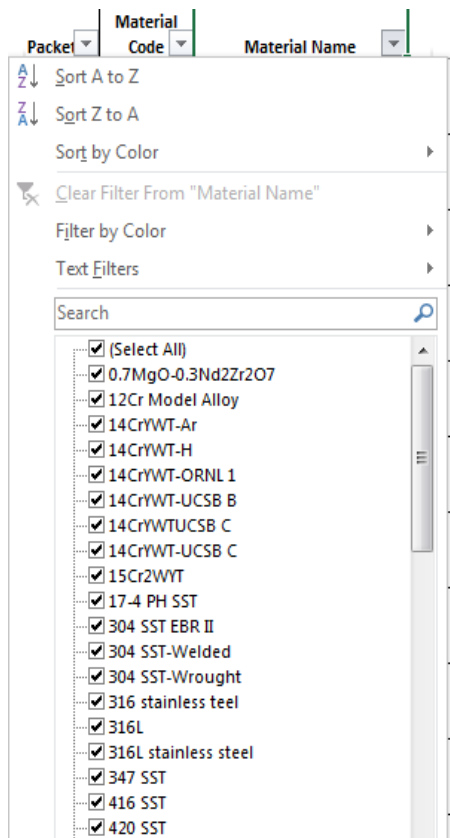 Material
Packet Code Material Name
Sort A to Z
Sort Z to A
Sort by Color
Clear Filter From "Material Name"
Filter by Color
Text Filters
Search
(Select All)
0.7MgO-0.3Nd2Zr2O7
12Cr Model Alloy
14CrYWT-Ar
14CrYWT-H
14CrYWT-ORNL 1
14CrYWT-UCSB B
14CrYWTUCSB C
14CrYWT-UCSB C
15Cr2WYT
17-4 PH SST
304 SST EBR II
304 SST-Welded
304 SST-Wrought
316 stainless teel
316L
316L stainless steel
347 SST
416 SST
420 SST